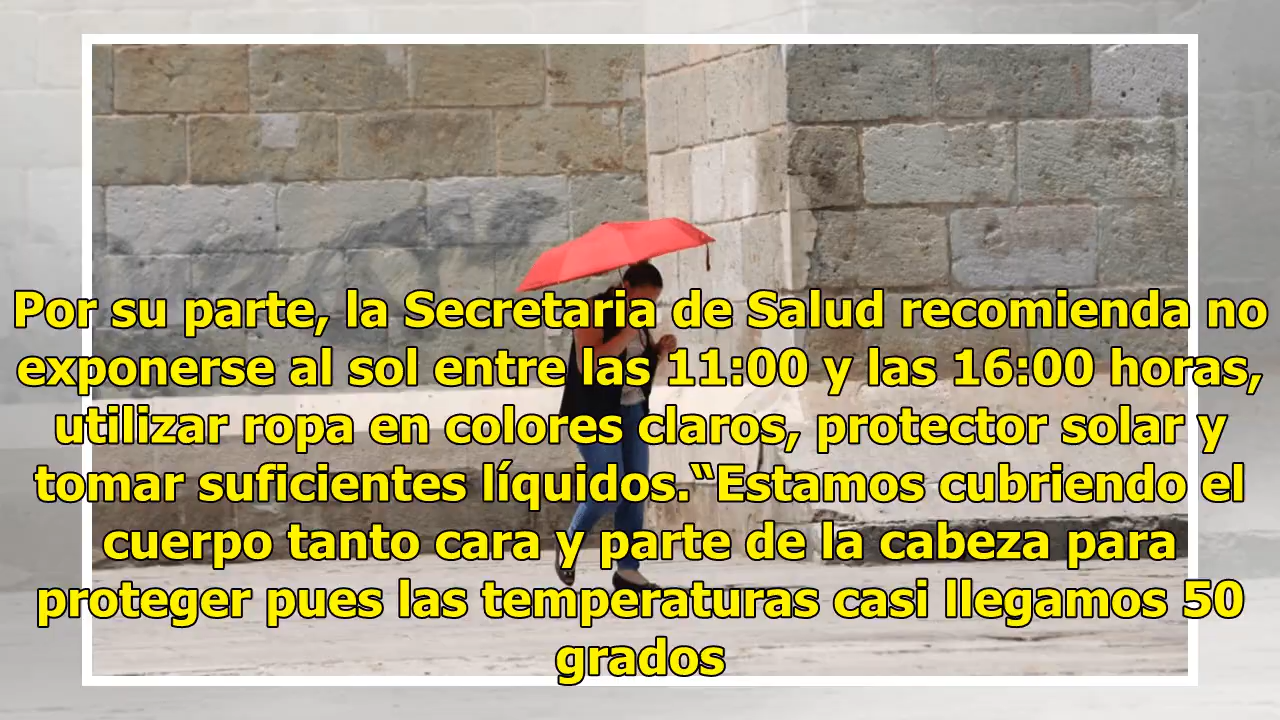 Por su parte, la Secretaria de Salud recomienda no
exponerse al sol entre las 11:00 y las 16:00 horas,
utilizar ropa en colores claros, protector solar y
tomar suficientes líquidos.“Estamos cubriendo el
cuerpo tanto cara y parte de la cabeza para
proteger pues las temperaturas casi llegamos 50
grados